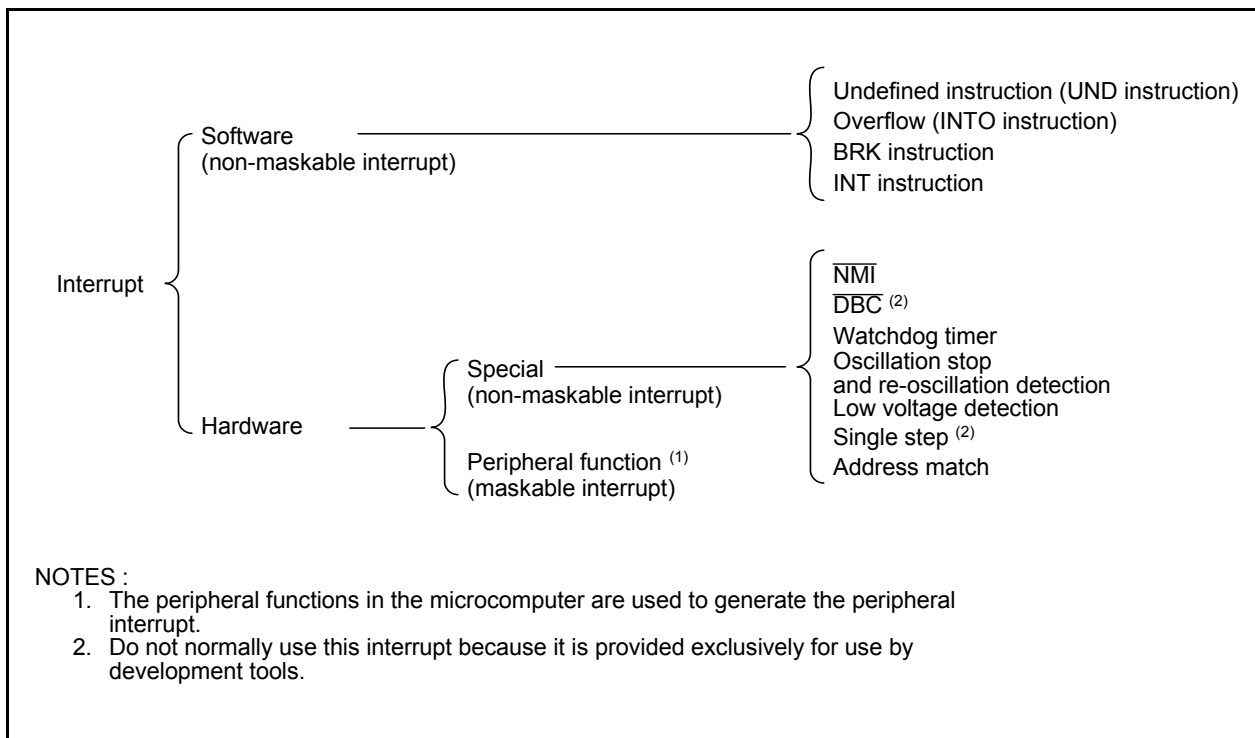 Interrupt
Software
(non-maskable interrupt)
Undefined instruction (UND instruction)
Overflow (INTO instruction)
BRK instruction
INT instruction
Hardware
Special
(non-maskable interrupt)
N̅M̅I̅
D̅B̅C̅ (2)
Watchdog timer
Oscillation stop
and re-oscillation detection
Low voltage detection
Single step (2)
Address match
Peripheral function (1)
(maskable interrupt)
NOTES :
1. The peripheral functions in the microcomputer are used to generate the peripheral
interrupt.
2. Do not normally use this interrupt because it is provided exclusively for use by
development tools.